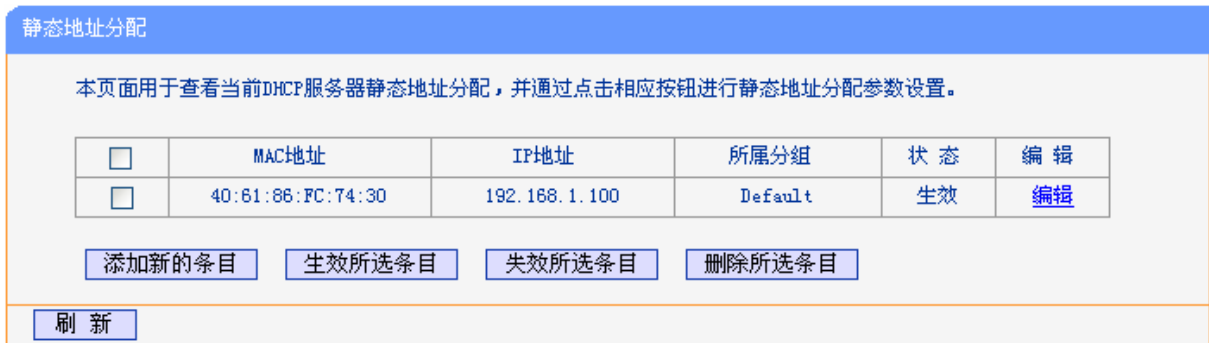 静态地址分配
本页面用于查看当前DHCP服务器静态地址分配，并通过点击相应按钮进行静态地址分配参数设置。
MAC地址 IP地址 所属分组 状 态 编 辑
40:61:86:FC:74:30 192.168.1.100 Default 生效 编辑
添加新的条目 生效所选条目 失效所选条目 删除所选条目
刷 新